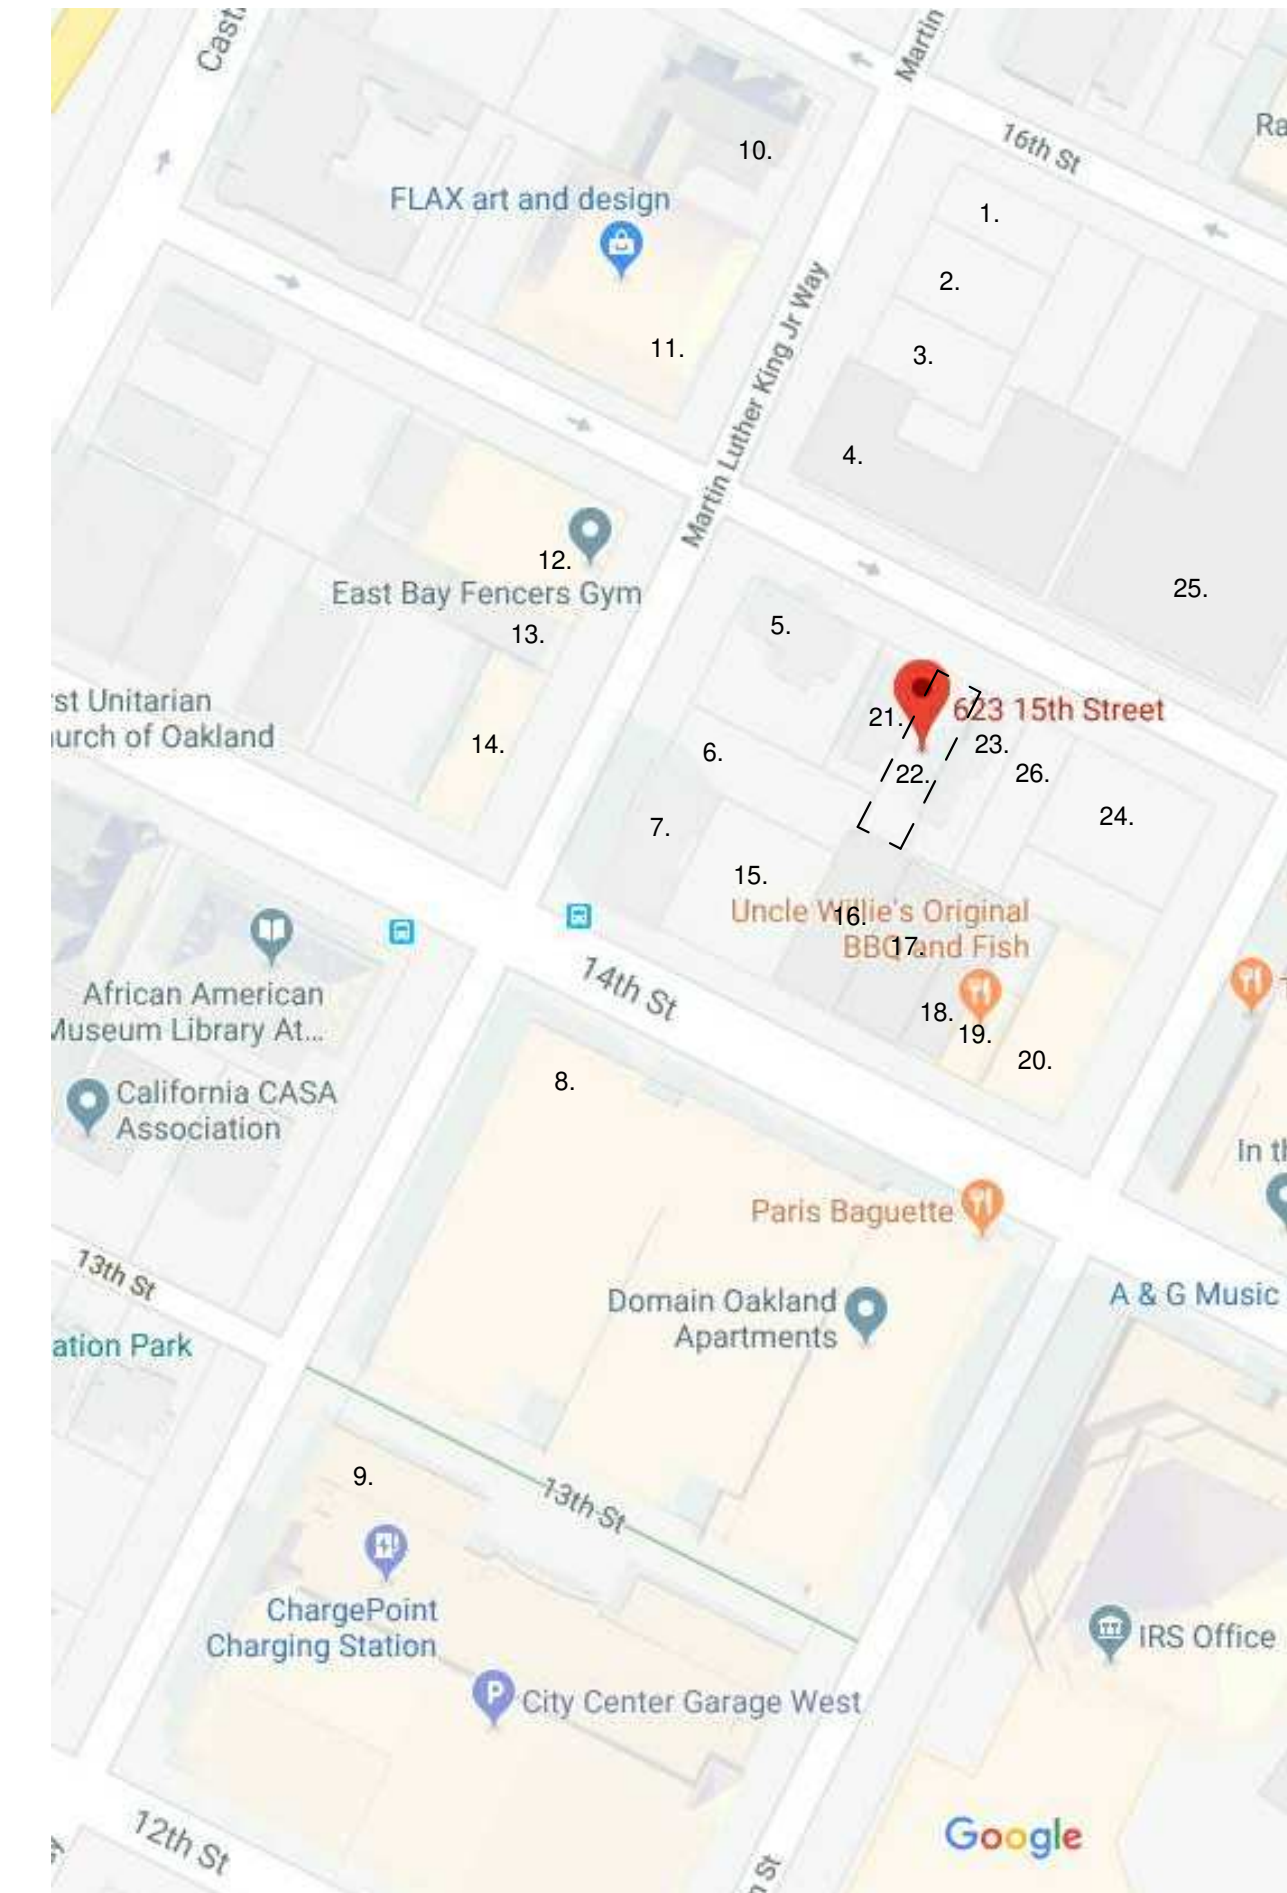 Cast
Martin
16th St
Ra
10.
FLAX art and design
1.
2.
11.
3.
Martin Luther King Jr Way
4.
12.
East Bay Fencers Gym
13.
25.
5.
st Unitarian
urch of Oakland
14.
6.
21.
623 15th Street
23.
22.
26.
24.
7.
15.
Uncle Willie's Original
BBQ and Fish
16.
17.
18.
19.
20.
14th St
African American
Museum Library At...
California CASA
Association
8.
In th
Paris Baguette
13th St
ation Park
Domain Oakland
Apartments
A & G Music
9.
13th St
ChargePoint
Charging Station
City Center Garage West
IRS Office
12th St
St
Google